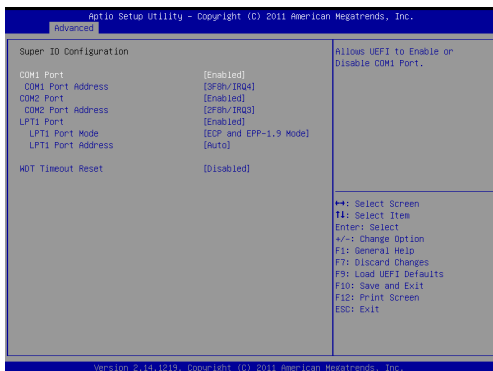 Aptio Setup Utility – Copyright (C) 2011 American Megatrends, Inc.
Advanced
Super IO Configuration
COM1 Port [Enabled]
COM1 Port Address [3F8h/IRQ4]
COM2 Port [Enabled]
COM2 Port Address [2F8h/IRQ3]
LPT1 Port [Enabled]
LPT1 Port Mode [ECP and EPP-1.9 Mode]
LPT1 Port Address [Auto]
WDT Timeout Reset [Disabled]
Allows UEFI to Enable or
Disable COM1 Port.
↔: Select Screen
↑↓: Select Item
Enter: Select
+/-: Change Option
F1: General Help
F7: Discard Changes
F9: Load UEFI Defaults
F10: Save and Exit
F12: Print Screen
ESC: Exit
Version 2.14.1219. Copyright (C) 2011 American Megatrends, Inc.